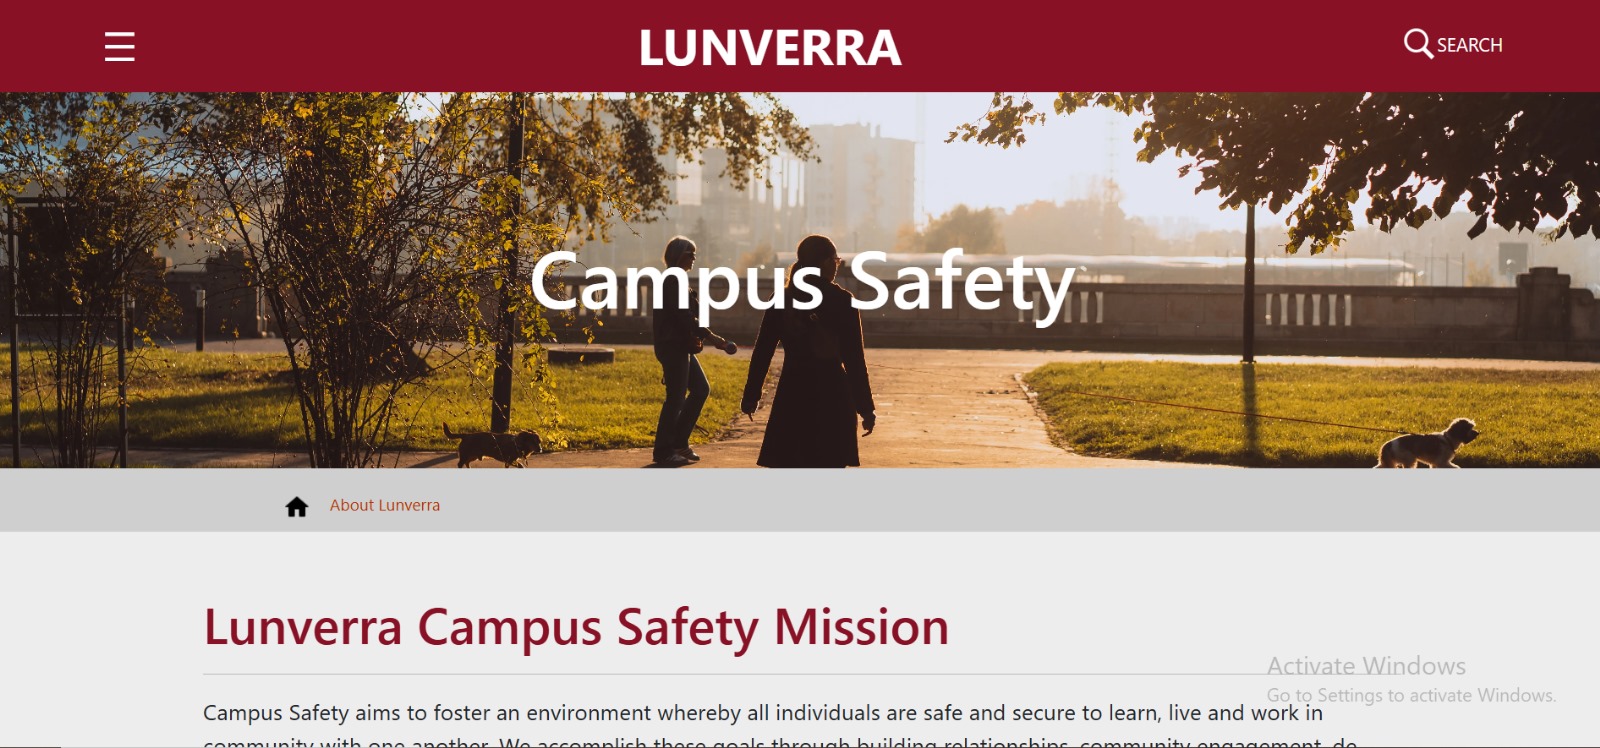 LUNVERRA
SEARCH
Campus Safety
About Lunverra
Lunverra Campus Safety Mission
Activate Windows
Go to Settings to activate Windows.
Campus Safety aims to foster an environment whereby all individuals are safe and secure to learn, live and work in
community with one another. We accomplish these goals through building relationships, community engagement, de